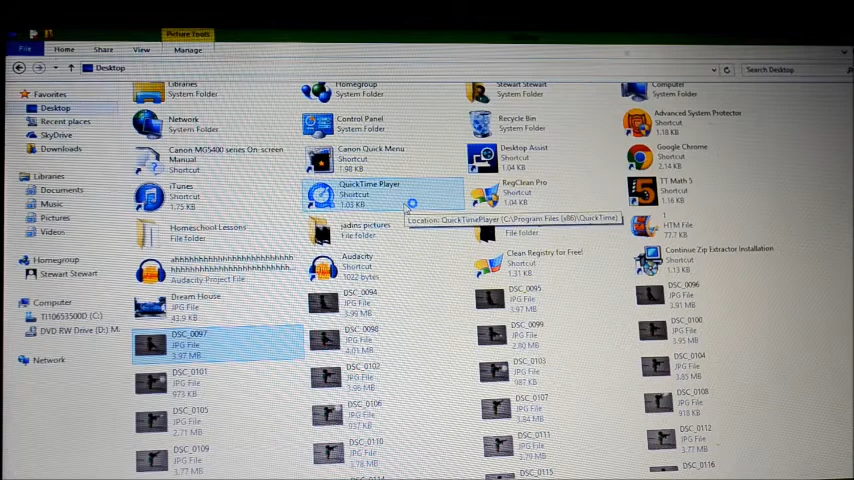 Picture Tools
File Home Share View Manage
Desktop
Search Desktop
Favorites
Desktop
Recent places
SkyDrive
Downloads
Libraries
Documents
Music
Pictures
Videos
Homegroup
Stewart Stewart
Computer
TI10653500D (C:)
DVD RW Drive (D:) M
Network
Libraries
System Folder
Homegroup
System Folder
Stewart Stewart
System Folder
Computer
System Folder
Network
System Folder
Control Panel
System Folder
Recycle Bin
System Folder
Advanced System Protector
Shortcut
1.18 KB
Canon MG5400 series On-screen
Manual
Shortcut
Canon Quick Menu
Shortcut
1.98 KB
Desktop Assist
Shortcut
1.04 KB
Google Chrome
Shortcut
2.14 KB
iTunes
Shortcut
1.75 KB
QuickTime Player
Shortcut
1.03 KB
RegClean Pro
Shortcut
1.04 KB
TT Math 5
Shortcut
1.31 KB
Location: QuickTimePlayer (C:\Program Files (x86)\QuickTime)
Homeschool Lessons
File folder
jadins pictures
File folder
File folder
1
HTM File
77.7 KB
Audacity Project File
Audacity
Shortcut
1022 bytes
Clean Registry for Free!
Shortcut
1.31 KB
Continue Zip Extractor Installation
Shortcut
1.13 KB
Dream House
JPG File
43.9 KB
DSC_0094
JPG File
3.99 MB
DSC_0095
JPG File
3.97 MB
DSC_0096
JPG File
3.91 MB
DSC_0097
JPG File
3.97 MB
DSC_0098
JPG File
4.01 MB
DSC_0099
JPG File
2.80 MB
DSC_0100
JPG File
3.95 MB
DSC_0101
JPG File
973 KB
DSC_0102
JPG File
3.96 MB
DSC_0103
JPG File
987 KB
DSC_0104
JPG File
3.85 MB
DSC_0105
JPG File
2.71 MB
DSC_0106
JPG File
937 KB
DSC_0107
JPG File
3.84 MB
DSC_0108
JPG File
918 KB
DSC_0109
JPG File
3.77 MB
DSC_0110
JPG File
3.78 MB
DSC_0111
JPG File
3.79 MB
DSC_0112
JPG File
3.77 MB
DSC_0115
DSC_0116